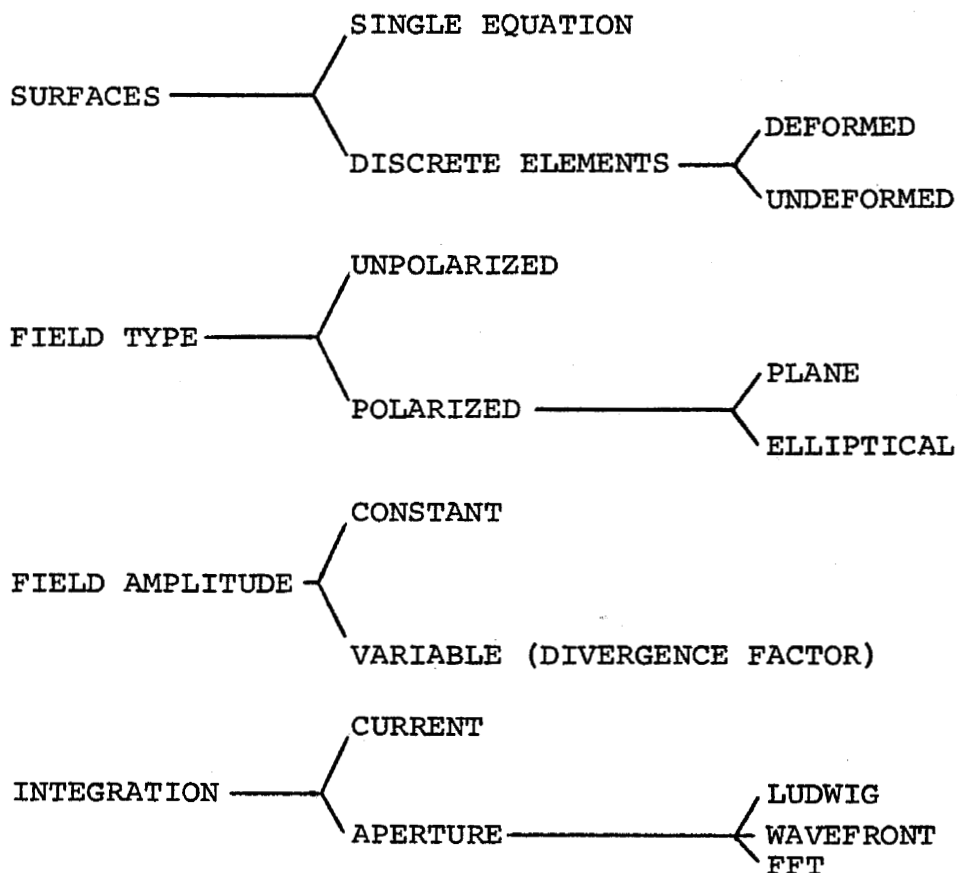 SINGLE EQUATION
SURFACES
DEFORMED
DISCRETE ELEMENTS
UNDEFORMED
UNPOLARIZED
FIELD TYPE
PLANE
POLARIZED
ELLIPTICAL
CONSTANT
FIELD AMPLITUDE
VARIABLE (DIVERGENCE FACTOR)
CURRENT
INTEGRATION
LUDWIG
APERTURE
WAVEFRONT
FFT